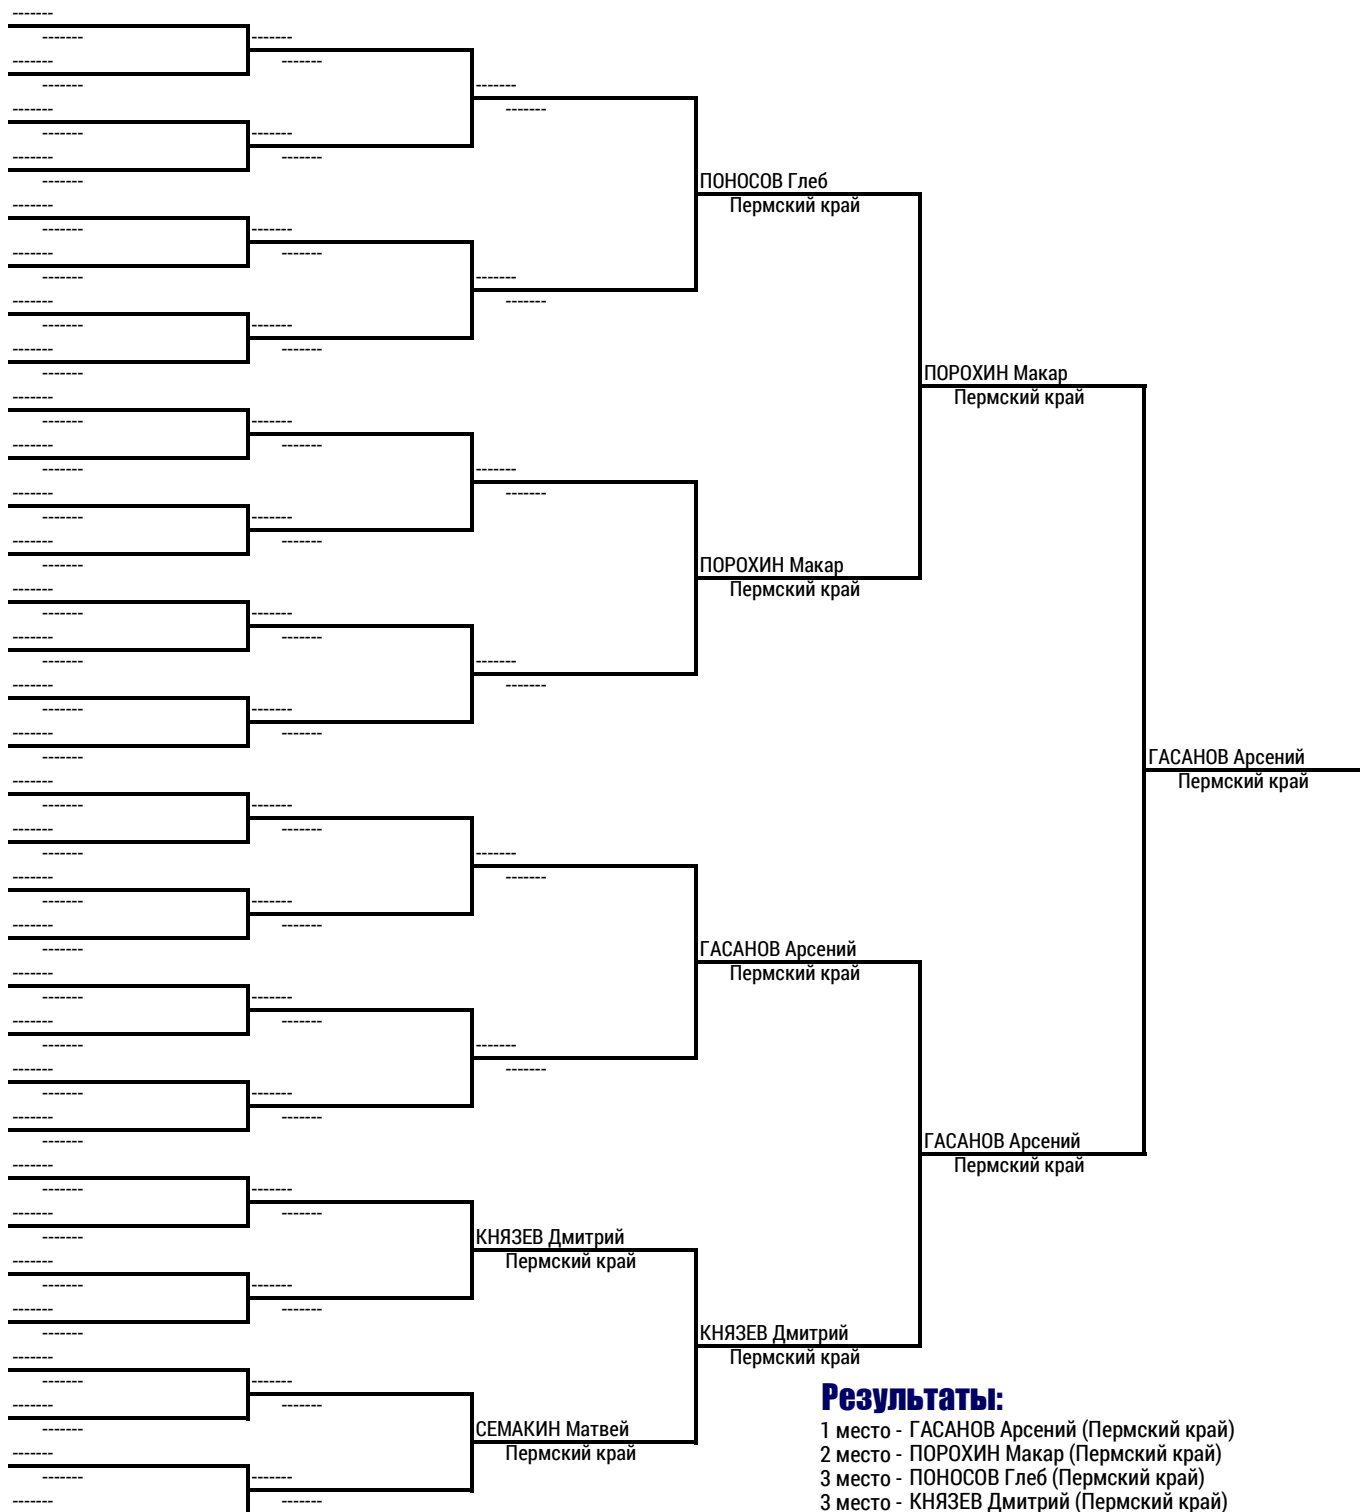 ПОНОСОВ Глеб
Пермский край
ПОРОХИН Макар
Пермский край
ПОРОХИН Макар
Пермский край
ГАСАНОВ Арсений
Пермский край
ГАСАНОВ Арсений
Пермский край
ГАСАНОВ Арсений
Пермский край
КНЯЗЕВ Дмитрий
Пермский край
КНЯЗЕВ Дмитрий
Пермский край
СЕМАКИН Матвей
Пермский край
Результаты:
1 место - ГАСАНОВ Арсений (Пермский край)
2 место - ПОРОХИН Макар (Пермский край)
3 место - ПОНОСОВ Глеб (Пермский край)
3 место - КНЯЗЕВ Дмитрий (Пермский край)